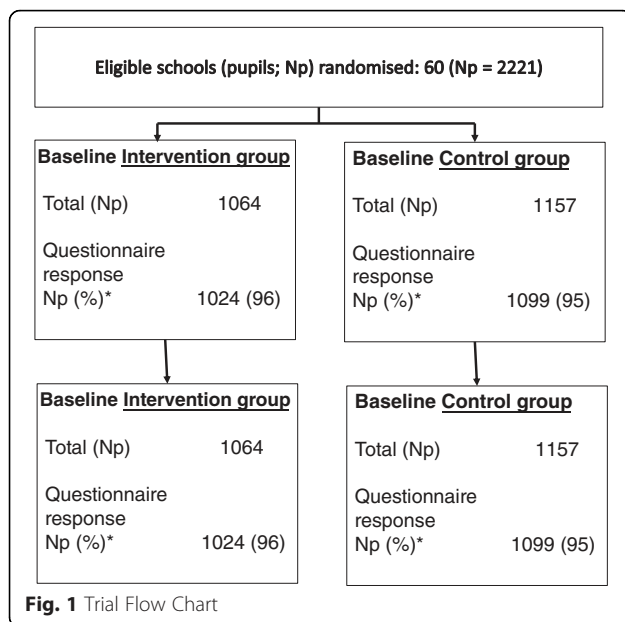 Eligible schools (pupils; Np) randomised: 60 (Np = 2221)
Baseline Intervention group
Total (Np) 1064
Questionnaire
response
Np (%)* 1024 (96)
Baseline Control group
Total (Np) 1157
Questionnaire
response
Np (%)* 1099 (95)
Baseline Intervention group
Total (Np) 1064
Questionnaire
response
Np (%)* 1024 (96)
Baseline Control group
Total (Np) 1157
Questionnaire
response
Np (%)* 1099 (95)
Fig. 1 Trial Flow Chart